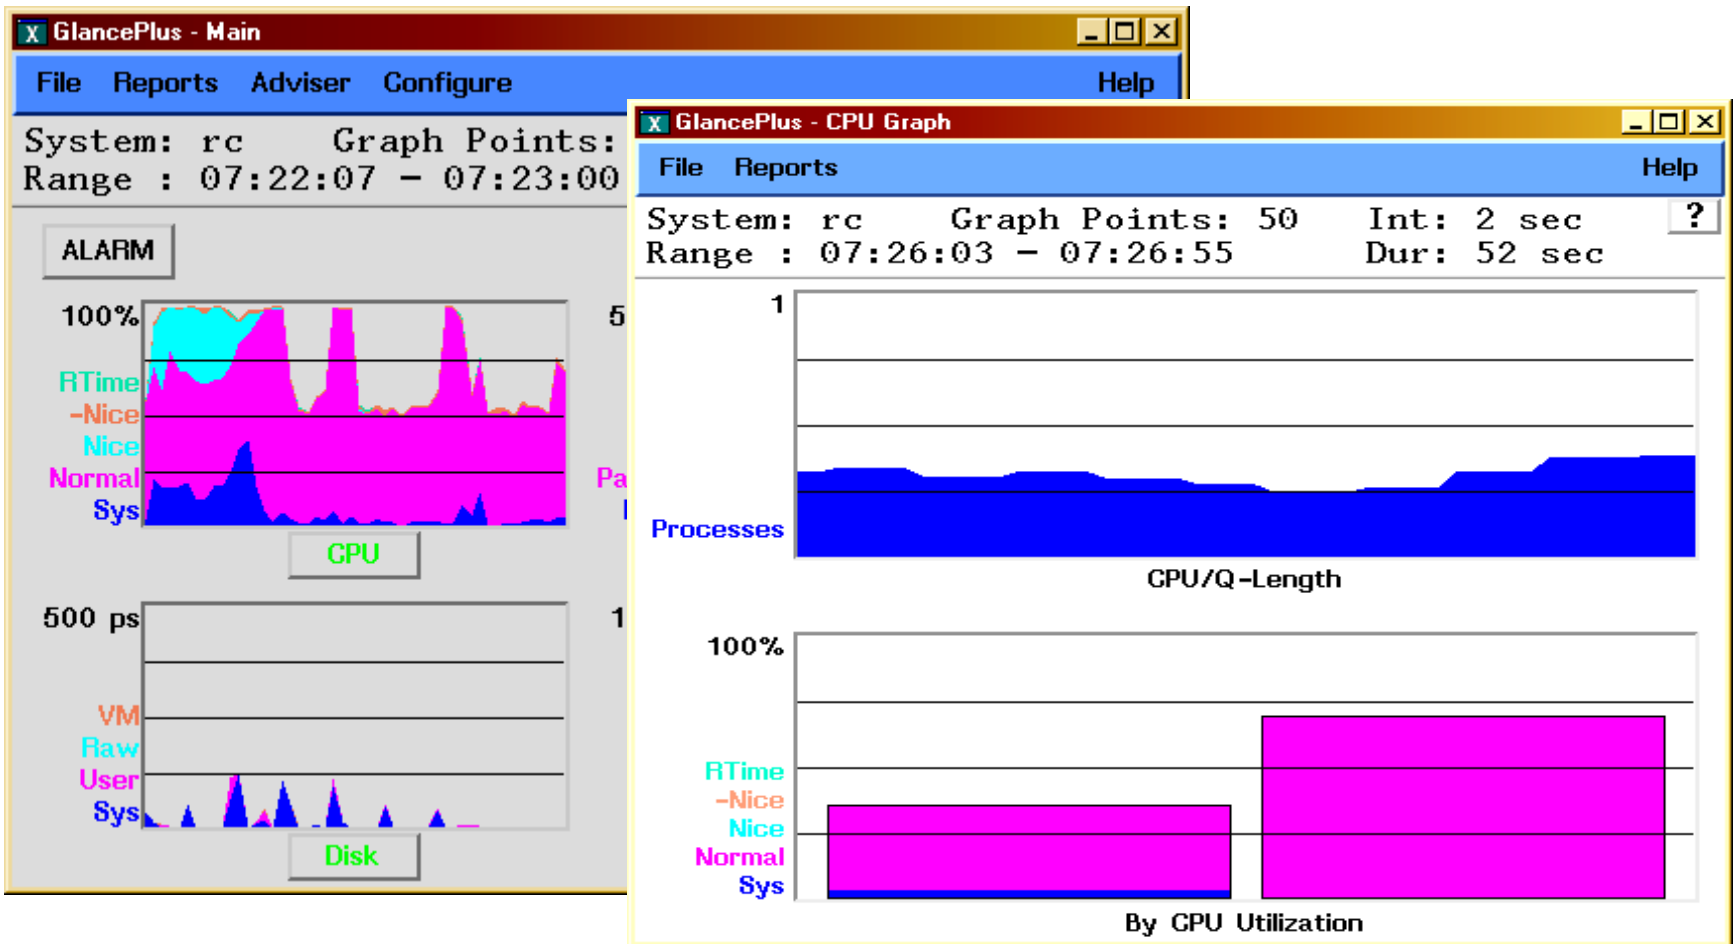 GlancePlus - Main
File Reports Adviser Configure Help
System: rc Graph Points:
Range : 07:22:07 - 07:23:00
ALARM
100%
RTime
-Nice
Nice
Normal
Sys
CPU
5
Pa
500 ps
VM
Raw
User
Sys
Disk
1
GlancePlus - CPU Graph
File Reports Help
System: rc Graph Points: 50 Int: 2 sec ?
Range : 07:26:03 - 07:26:55 Dur: 52 sec
1
Processes
CPU/Q-Length
100%
RTime
-Nice
Nice
Normal
Sys
By CPU Utilization